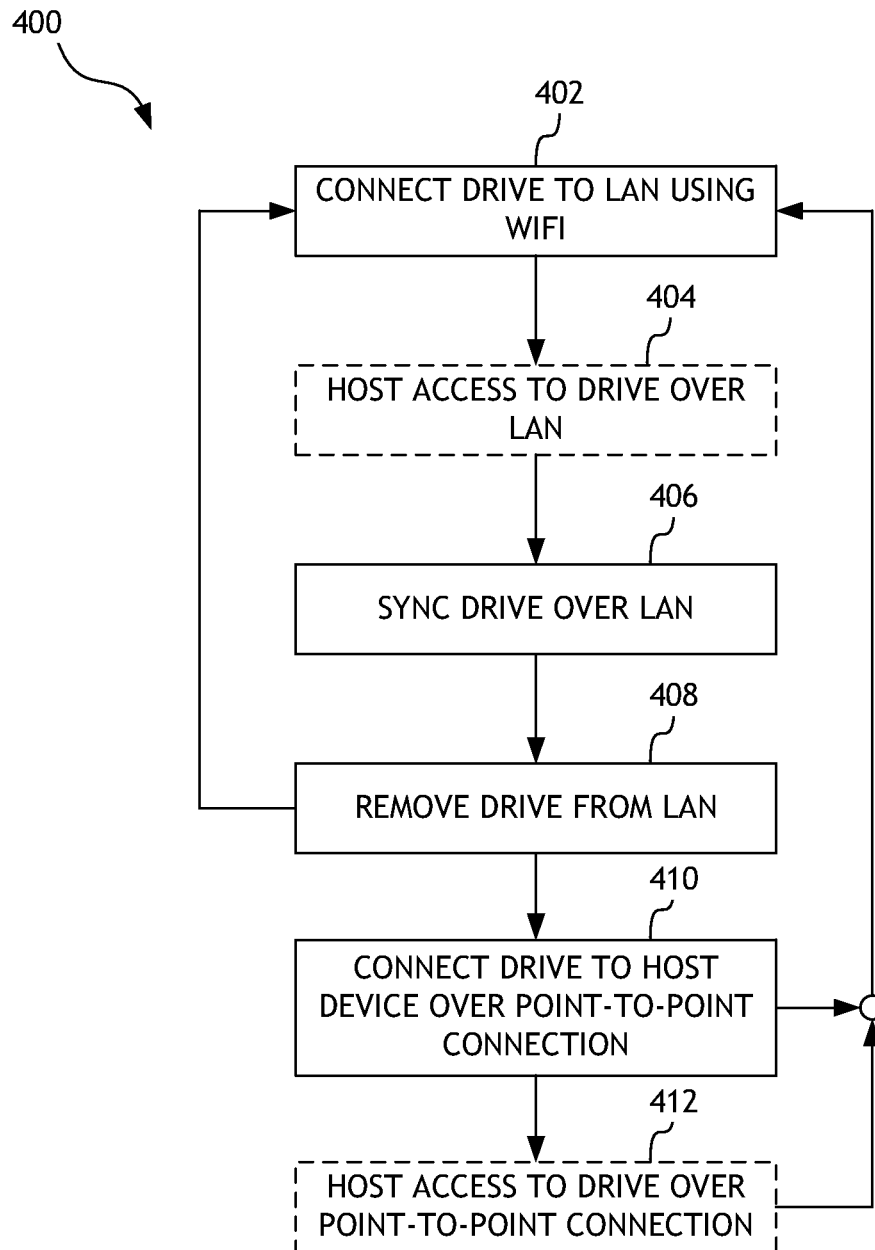 400
402
CONNECT DRIVE TO LAN USING
WIFI
404
HOST ACCESS TO DRIVE OVER
LAN
406
SYNC DRIVE OVER LAN
408
REMOVE DRIVE FROM LAN
410
CONNECT DRIVE TO HOST
DEVICE OVER POINT-TO-POINT
CONNECTION
412
HOST ACCESS TO DRIVE OVER
POINT-TO-POINT CONNECTION